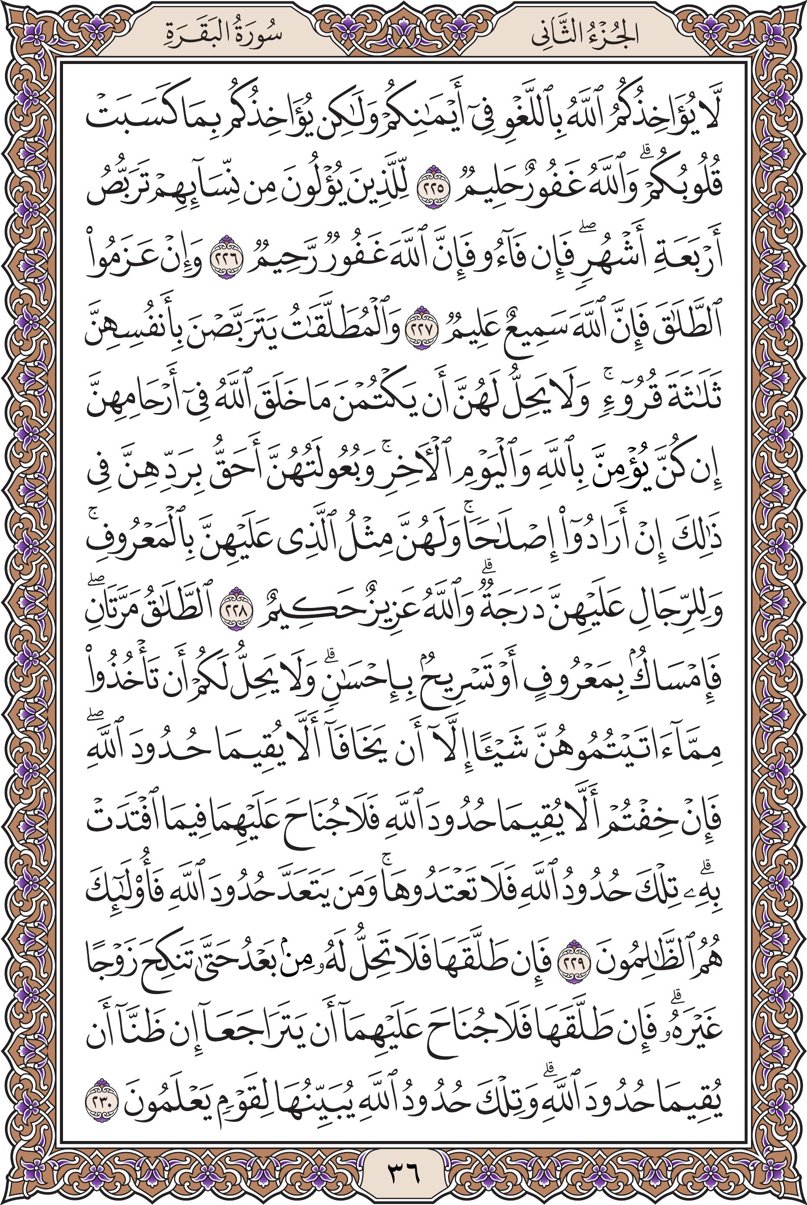 الجُزْءُ الثَّانِي
سُورَةُ البَقَرَةِ
لَّا يُؤَاخِذُكُمُ ٱللَّهُ بِٱللَّغْوِ فِىٓ أَيْمَـٰنِكُمْ وَلَـٰكِن يُؤَاخِذُكُم بِمَا كَسَبَتْ
قُلُوبُكُمْ ۗ وَٱللَّهُ غَفُورٌ حَلِيمٌ ٢٢٥ لِّلَّذِينَ يُؤْلُونَ مِن نِّسَآئِهِمْ تَرَبُّصُ
أَرْبَعَةِ أَشْهُرٍ ۖ فَإِن فَآءُو فَإِنَّ ٱللَّهَ غَفُورٌ رَّحِيمٌ ٢٢٦ وَإِنْ عَزَمُوا۟
ٱلطَّلَـٰقَ فَإِنَّ ٱللَّهَ سَمِيعٌ عَلِيمٌ ٢٢٧ وَٱلْمُطَلَّقَـٰتُ يَتَرَبَّصْنَ بِأَنفُسِهِنَّ
ثَلَـٰثَةَ قُرُوٓءٍ ۚ وَلَا يَحِلُّ لَهُنَّ أَن يَكْتُمْنَ مَا خَلَقَ ٱللَّهُ فِىٓ أَرْحَامِهِنَّ
إِن كُنَّ يُؤْمِنَّ بِٱللَّهِ وَٱلْيَوْمِ ٱلْـَٔاخِرِ ۚ وَبُعُولَتُهُنَّ أَحَقُّ بِرَدِّهِنَّ فِى
ذَٰلِكَ إِنْ أَرَادُوٓا۟ إِصْلَـٰحًا ۚ وَلَهُنَّ مِثْلُ ٱلَّذِى عَلَيْهِنَّ بِٱلْمَعْرُوفِ ۚ
وَلِلرِّجَالِ عَلَيْهِنَّ دَرَجَةٌ ۗ وَٱللَّهُ عَزِيزٌ حَكِيمٌ ٢٢٨ ٱلطَّلَـٰقُ مَرَّتَانِ ۖ
فَإِمْسَاكٌۢ بِمَعْرُوفٍ أَوْ تَسْرِيحٌۢ بِإِحْسَـٰنٍ ۗ وَلَا يَحِلُّ لَكُمْ أَن تَأْخُذُوا۟
مِمَّآ ءَاتَيْتُمُوهُنَّ شَيْـًٔا إِلَّآ أَن يَخَافَآ أَلَّا يُقِيمَا حُدُودَ ٱللَّهِ ۖ
فَإِنْ خِفْتُمْ أَلَّا يُقِيمَا حُدُودَ ٱللَّهِ فَلَا جُنَاحَ عَلَيْهِمَا فِيمَا ٱفْتَدَتْ
بِهِۦ ۗ تِلْكَ حُدُودُ ٱللَّهِ فَلَا تَعْتَدُوهَا ۚ وَمَن يَتَعَدَّ حُدُودَ ٱللَّهِ فَأُو۟لَـٰٓئِكَ
هُمُ ٱلظَّـٰلِمُونَ ٢٢٩ فَإِن طَلَّقَهَا فَلَا تَحِلُّ لَهُۥ مِنۢ بَعْدُ حَتَّىٰ تَنكِحَ زَوْجًا
غَيْرَهُۥ ۗ فَإِن طَلَّقَهَا فَلَا جُنَاحَ عَلَيْهِمَآ أَن يَتَرَاجَعَآ إِن ظَنَّآ أَن
يُقِيمَا حُدُودَ ٱللَّهِ ۗ وَتِلْكَ حُدُودُ ٱللَّهِ يُبَيِّنُهَا لِقَوْمٍ يَعْلَمُونَ ٢٣٠
٣٦